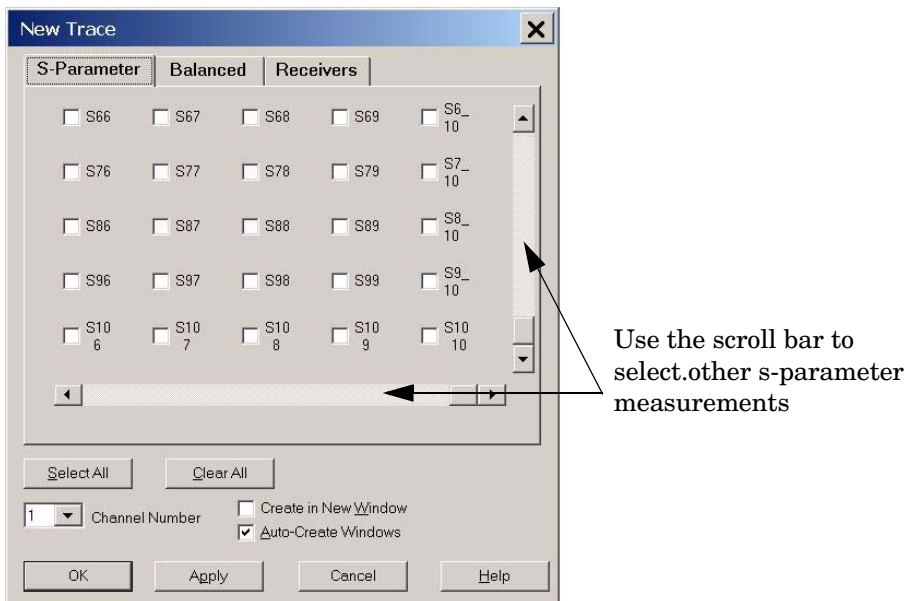 New Trace
S-Parameter Balanced Receivers
S66 S67 S68 S69 S6_
10
S76 S77 S78 S79 S7_
10
S86 S87 S88 S89 S8_
10
S96 S97 S98 S99 S9_
10
S10 S10 S10 S10 S10
6 7 8 9 10
Use the scroll bar to
select.other s-parameter
measurements
Select All Clear All
1 Channel Number
Create in New Window
Auto-Create Windows
OK Apply Cancel Help